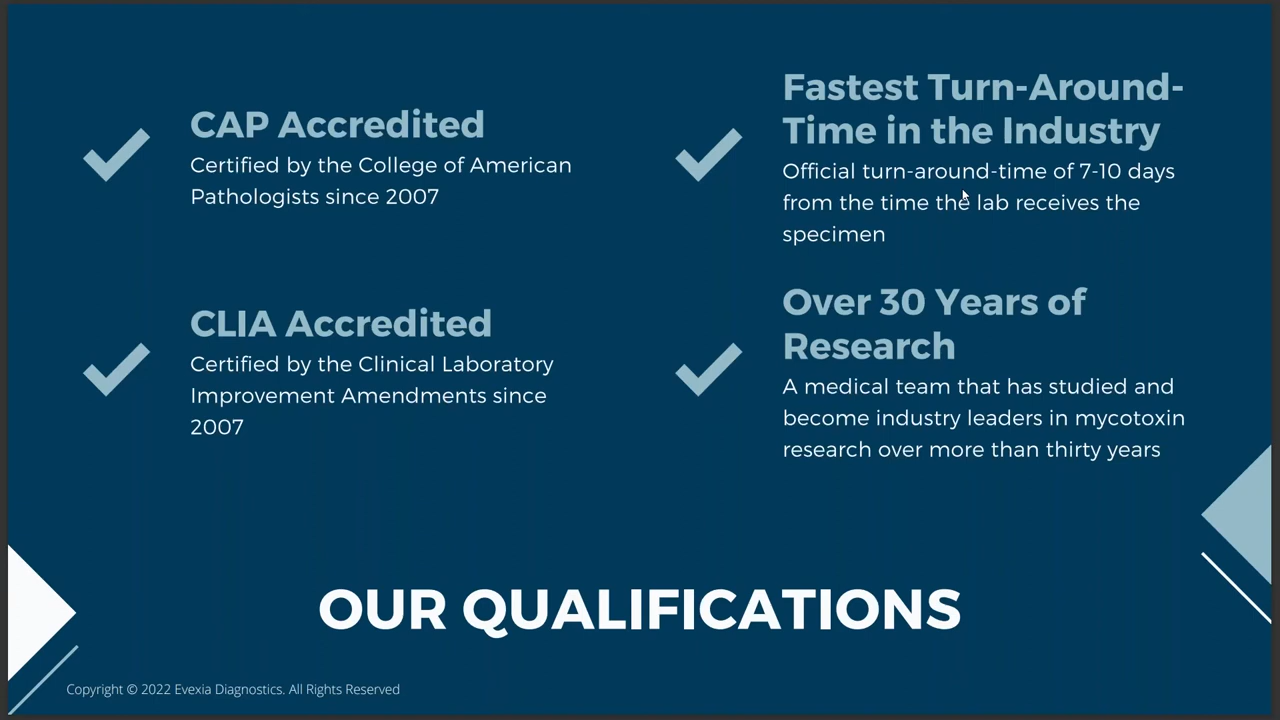 CAP Accredited
Certified by the College of American
Pathologists since 2007
Fastest Turn-Around-
Time in the Industry
Official turn-around-time of 7-10 days
from the time the lab receives the
specimen
CLIA Accredited
Certified by the Clinical Laboratory
Improvement Amendments since
2007
Over 30 Years of
Research
A medical team that has studied and
become industry leaders in mycotoxin
research over more than thirty years
OUR QUALIFICATIONS
Copyright © 2022 Evexia Diagnostics. All Rights Reserved